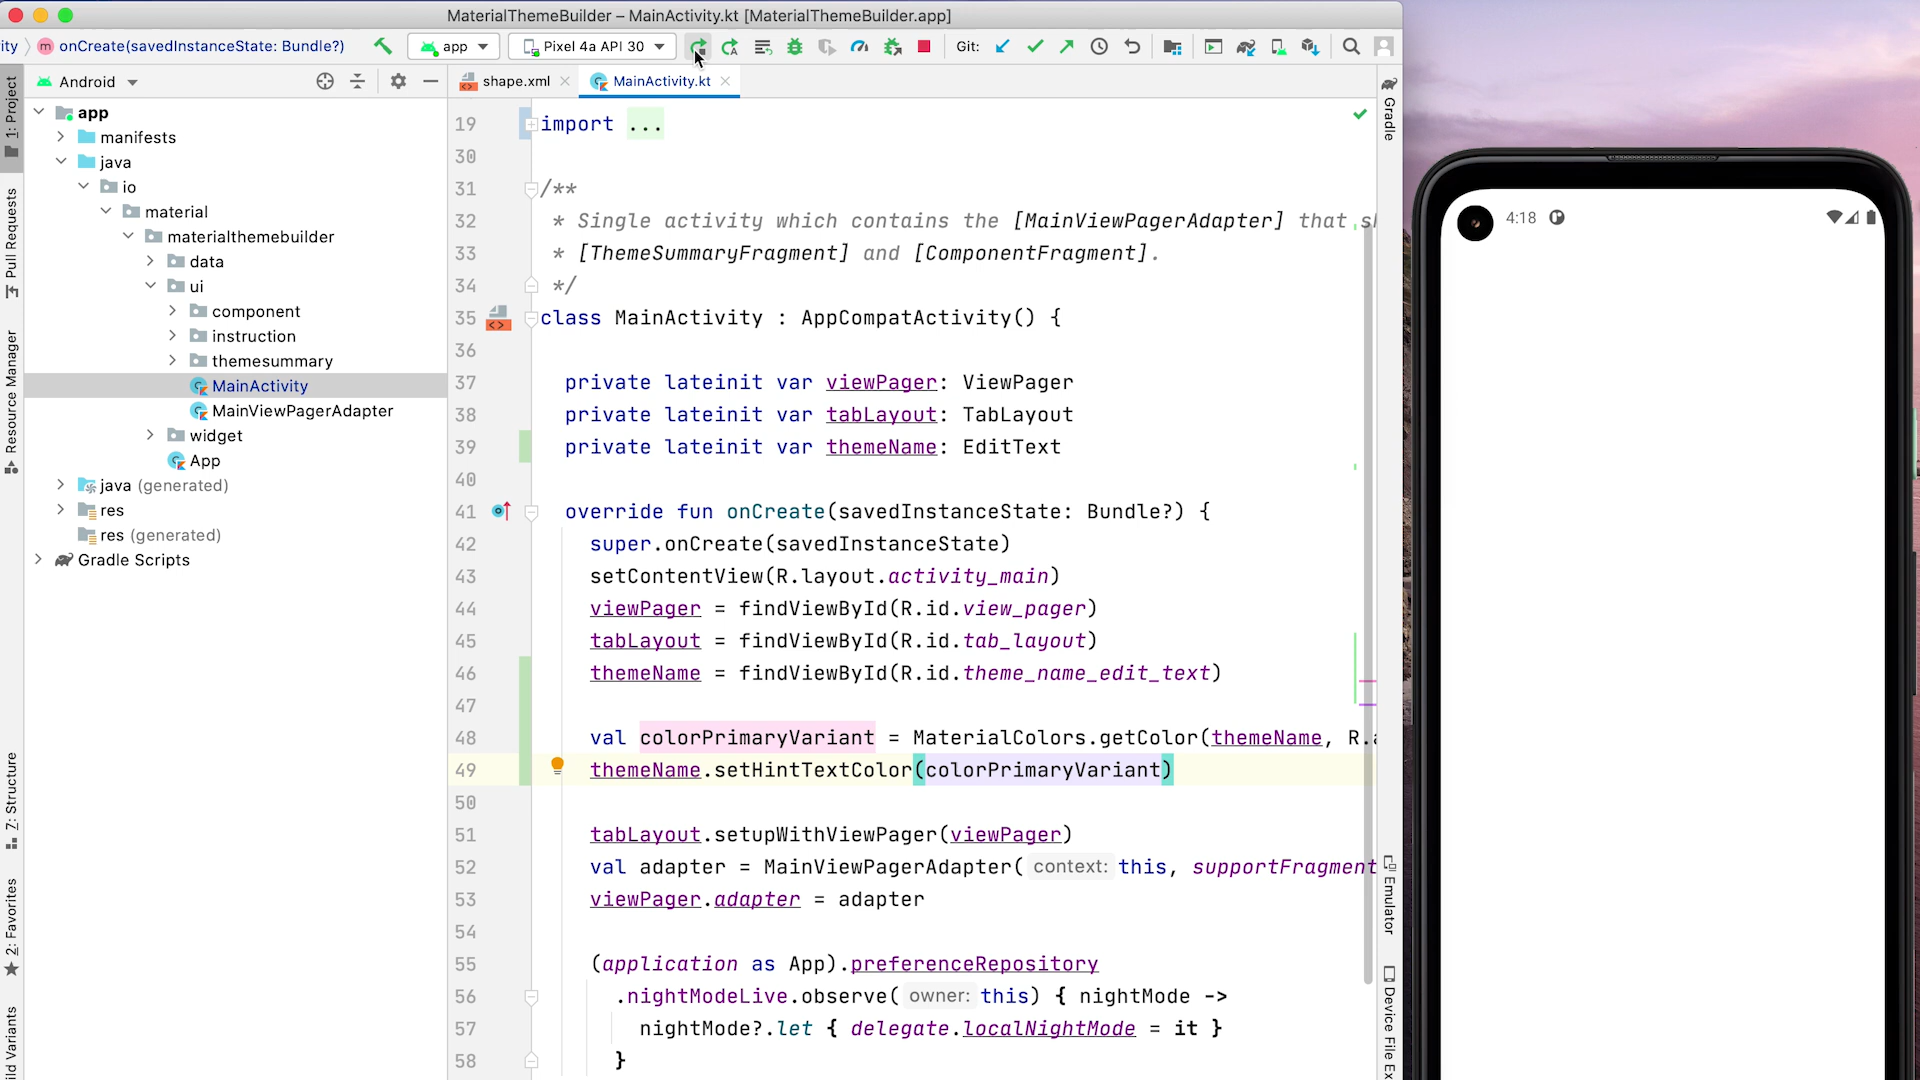 MaterialThemeBuilder – MainActivity.kt [MaterialThemeBuilder.app]
ity
onCreate(savedInstanceState: Bundle?)
app
Pixel 4a API 30
Git:
Android
shape.xml
MainActivity.kt
1: Project
Pull Requests
Resource Manager
7: Structure
2: Favorites
ild Variants
app
manifests
java
io
material
materialthemebuilder
data
ui
component
instruction
themesummary
MainActivity
MainViewPagerAdapter
widget
App
java (generated)
res
res (generated)
Gradle Scripts
19 import ...
30
31 /**
32 * Single activity which contains the [MainViewPagerAdapter] that sh
33 * [ThemeSummaryFragment] and [ComponentFragment].
34 */
35 class MainActivity : AppCompatActivity() {
36
37 private lateinit var viewPager: ViewPager
38 private lateinit var tabLayout: TabLayout
39 private lateinit var themeName: EditText
40
41 override fun onCreate(savedInstanceState: Bundle?) {
42 super.onCreate(savedInstanceState)
43 setContentView(R.layout.activity_main)
44 viewPager = findViewById(R.id.view_pager)
45 tabLayout = findViewById(R.id.tab_layout)
46 themeName = findViewById(R.id.theme_name_edit_text)
47
48 val colorPrimaryVariant = MaterialColors.getColor(themeName, R.a
49 themeName.setHintTextColor(colorPrimaryVariant)
50
51 tabLayout.setupWithViewPager(viewPager)
52 val adapter = MainViewPagerAdapter( context: this, supportFragment
53 viewPager.adapter = adapter
54
55 (application as App).preferenceRepository
56 .nightModeLive.observe( owner: this) { nightMode ->
57 nightMode?.let { delegate.localNightMode = it }
58 }
Gradle
Emulator
Device File Ex
4:18